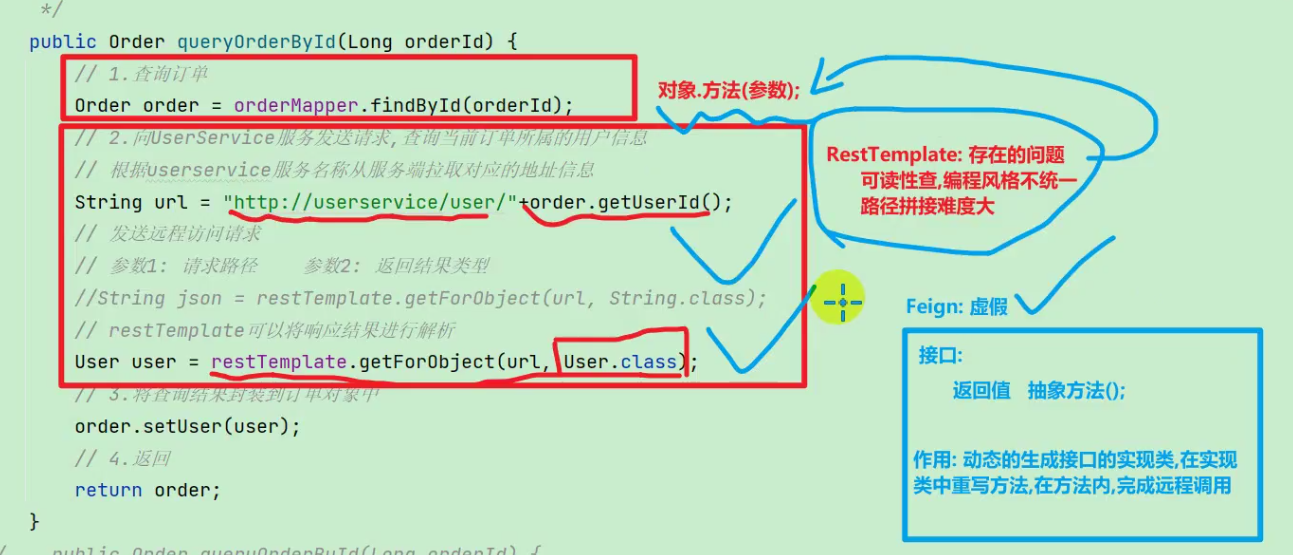 */
public Order queryOrderById(Long orderId) {
// 1.查询订单
Order order = orderMapper.findById(orderId);
// 2.向UserService服务发送请求,查询当前订单所属的用户信息
// 根据userservice服务名称从服务端拉取对应的地址信息
String url = "http://userservice/user/"+order.getUserId();
// 发送远程访问请求
// 参数1: 请求路径 参数2: 返回结果类型
//String json = restTemplate.getForObject(url, String.class);
// restTemplate可以将响应结果进行解析
User user = restTemplate.getForObject(url, User.class);
// 3.将查询结果封装到订单对象中
order.setUser(user);
// 4.返回
return order;
}
/ public Order queryOrderById(Long orderId) {
对象.方法(参数);
RestTemplate: 存在的问题
可读性查,编程风格不统一
路径拼接难度大
Feign: 虚假
接口:
返回值 抽象方法();
作用: 动态的生成接口的实现类,在实现
类中重写方法,在方法内,完成远程调用